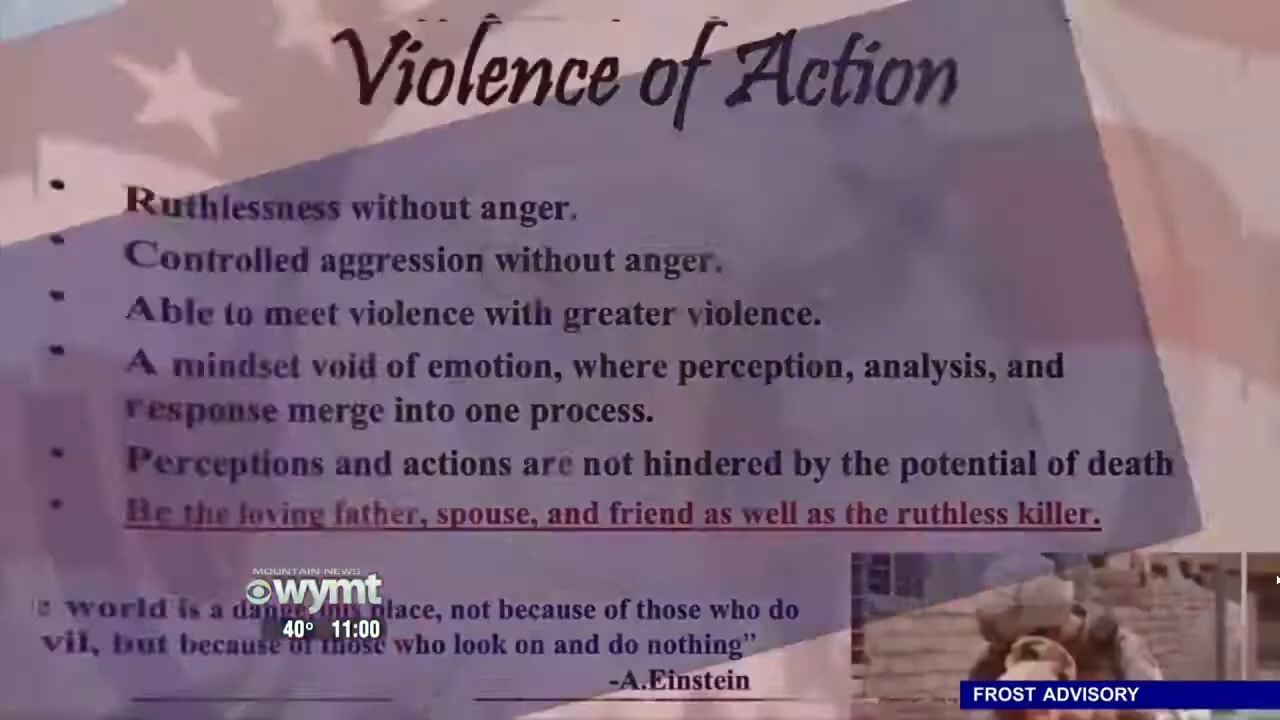 Violence of Action
• Ruthlessness without anger.
• Controlled aggression without anger.
• Able to meet violence with greater violence.
• A mindset void of emotion, where perception, analysis, and
response merge into one process.
• Perceptions and actions are not hindered by the potential of death
• Be the loving father, spouse, and friend as well as the ruthless killer.
MOUNTAIN NEWS
wymt
40° 11:00
world is a dangerous place, not because of those who do
vil, but because of those who look on and do nothing”
-A.Einstein
FROST ADVISORY